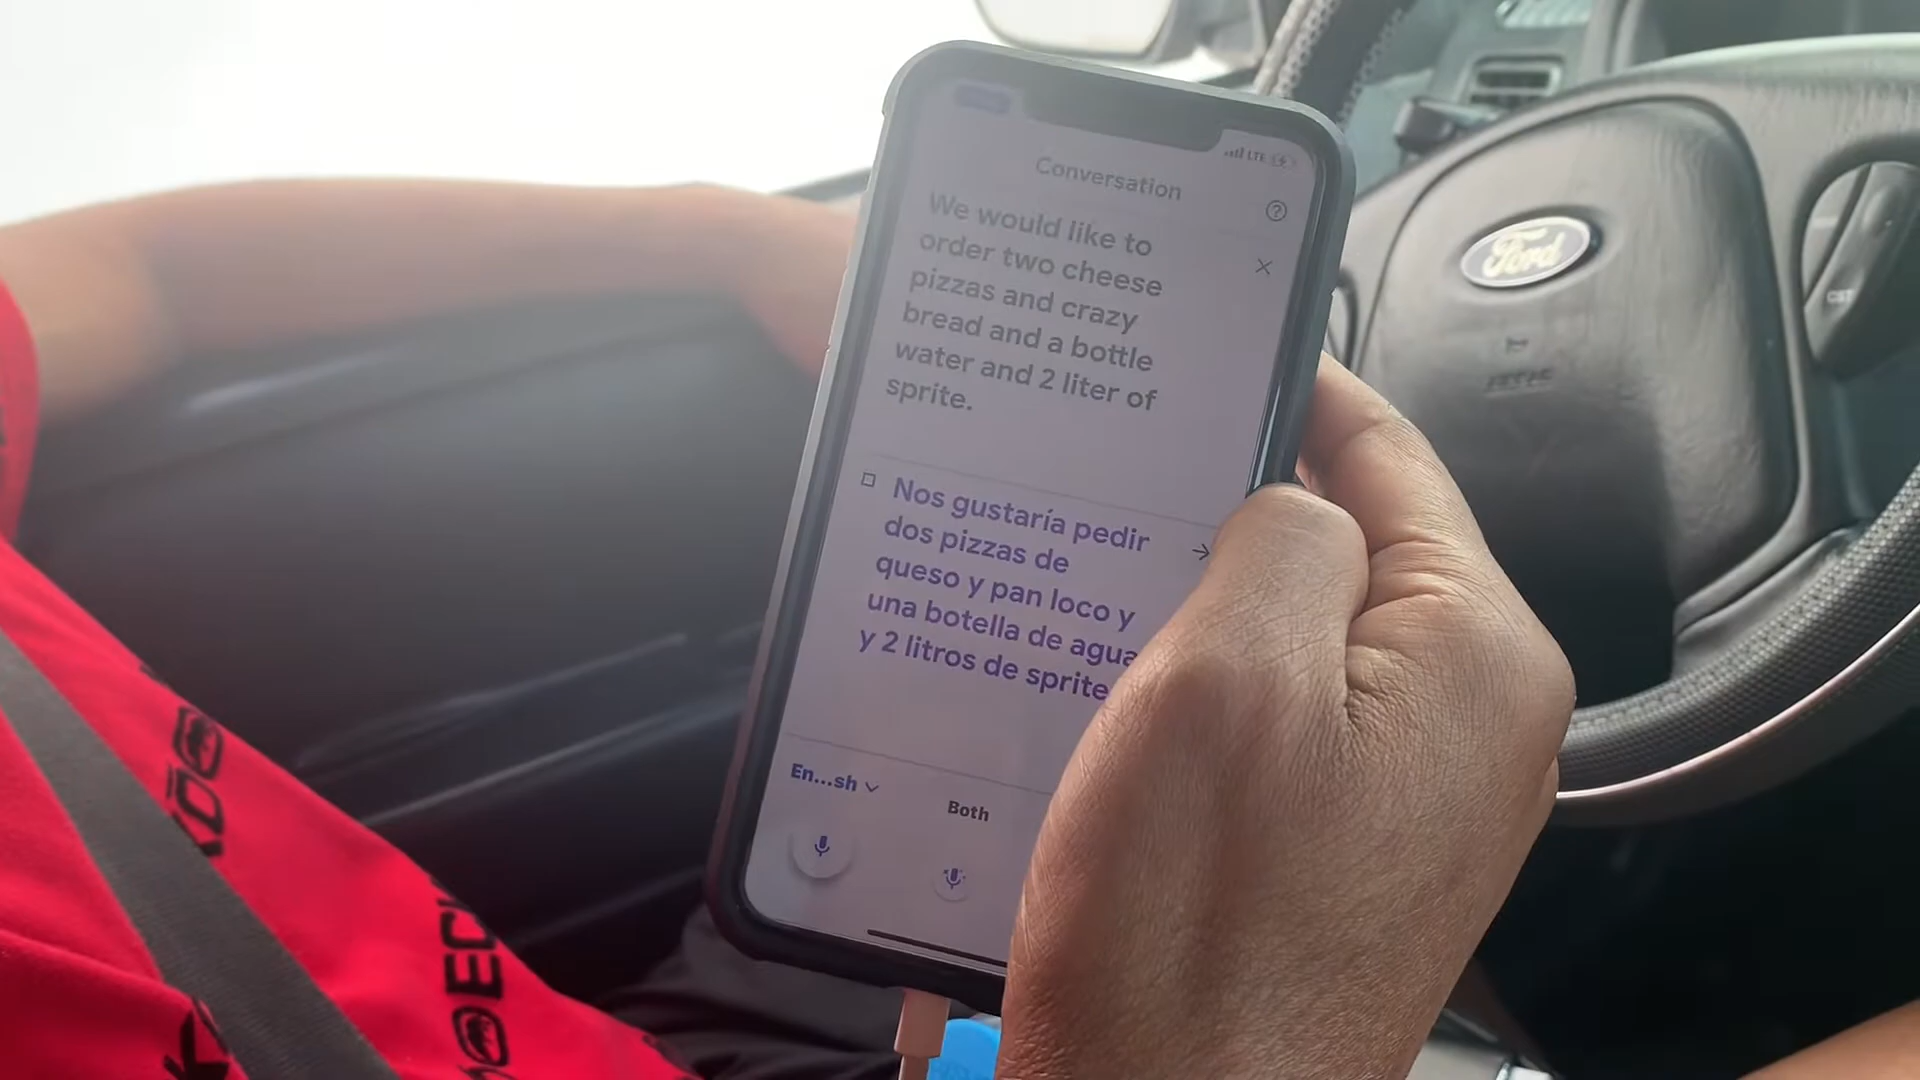 LTE
Conversation
We would like to
order two cheese
pizzas and crazy
bread and a bottle
water and 2 liter of
sprite.
Nos gustaría pedir
dos pizzas de
queso y pan loco y
una botella de agua
y 2 litros de sprite
En...sh
Both
Ford